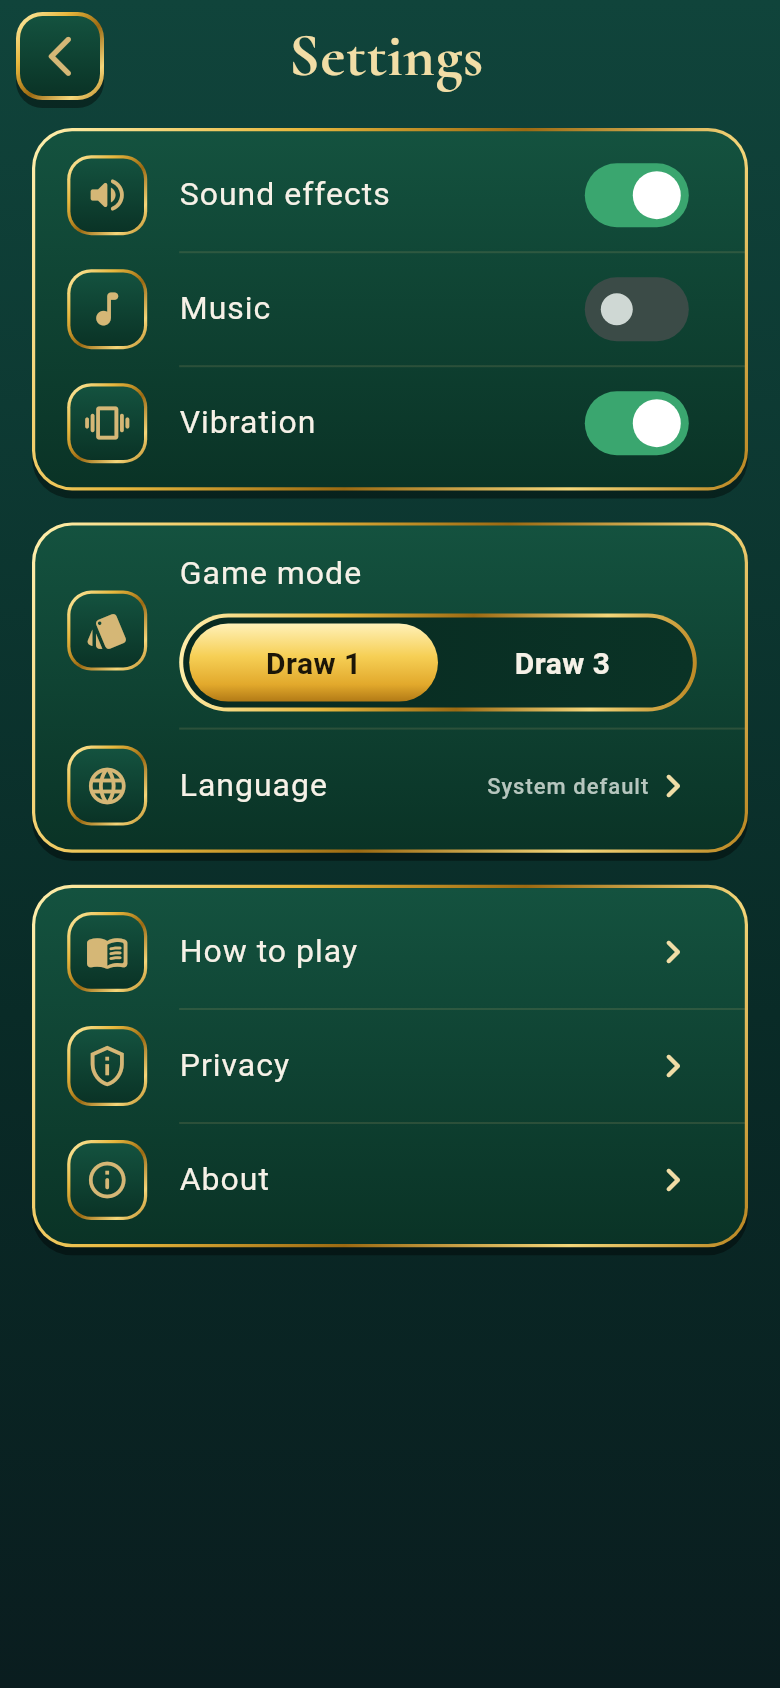 Settings
Sound effects
Music
Vibration
Game mode
Draw 1
Draw 3
Language
System default
How to play
Privacy
About